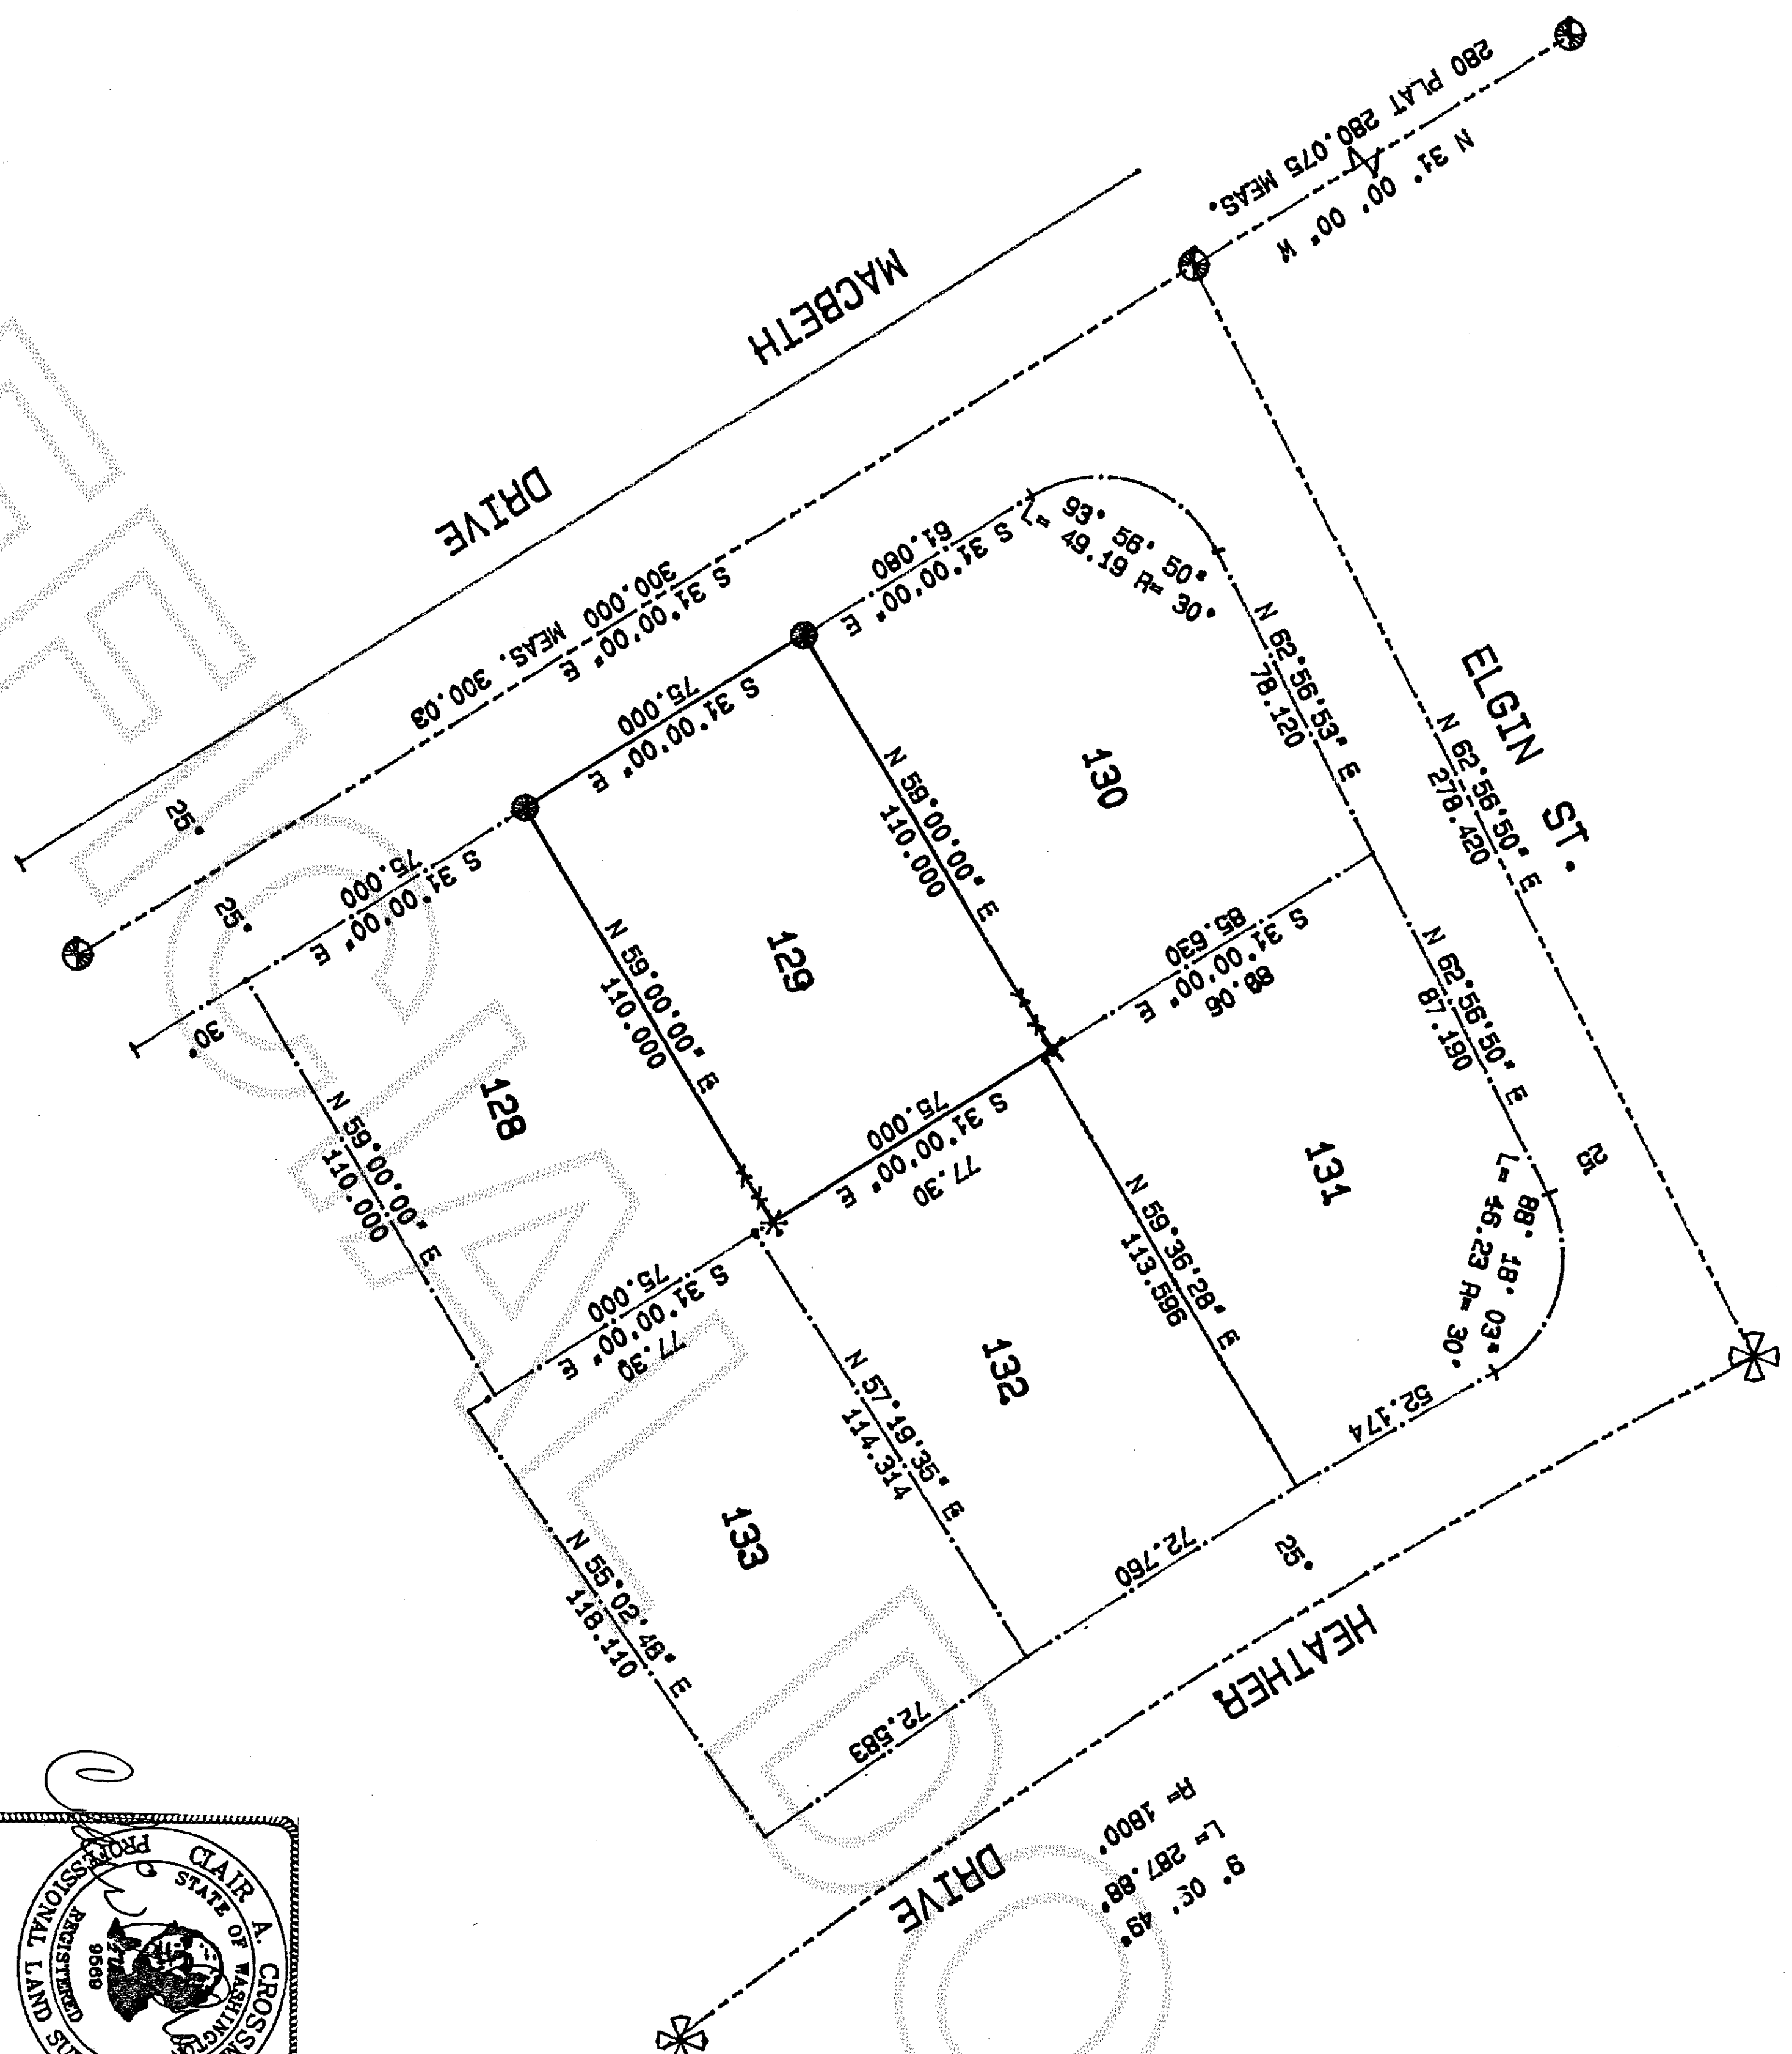 280 PLAT 280.075 MEAS.
N 31° 00' 00" W
MACBETH
DRIVE
S 31°00'00" E
300.000
300.03 MEAS.
25'
25'
30'
S 31°00'00" E
61.080
93° 56' 50"
L= 49.19 R= 30'
N 62°56'53" E
78.120
ELGIN ST.
N 62°56'50" E
278.420
S 31°00'00" E
75.000
N 59°00'00" E
110.000
130
S 31°00'00" E
75.000
N 59°00'00" E
110.000
129
S 31°00'00" E
85.630
88.06
N 62°56'50" E
87.190
25
88° 18' 03"
L= 46.23 R= 30'
N 59°00'00" E
110.000
128
S 31°00'00" E
75.000
77.30
N 59°36'28" E
113.596
131
52.174
S 31°00'00" E
75.000
77.30
N 57°19'35" E
114.314
132
72.760
25'
N 55°02'48" E
118.110
133
72.583
HEATHER
DRIVE
49"
L= 287.88'
R= 1800'
CLAIR A.
STATE OF
REGISTERED
9569
PROFESSIONAL LAND